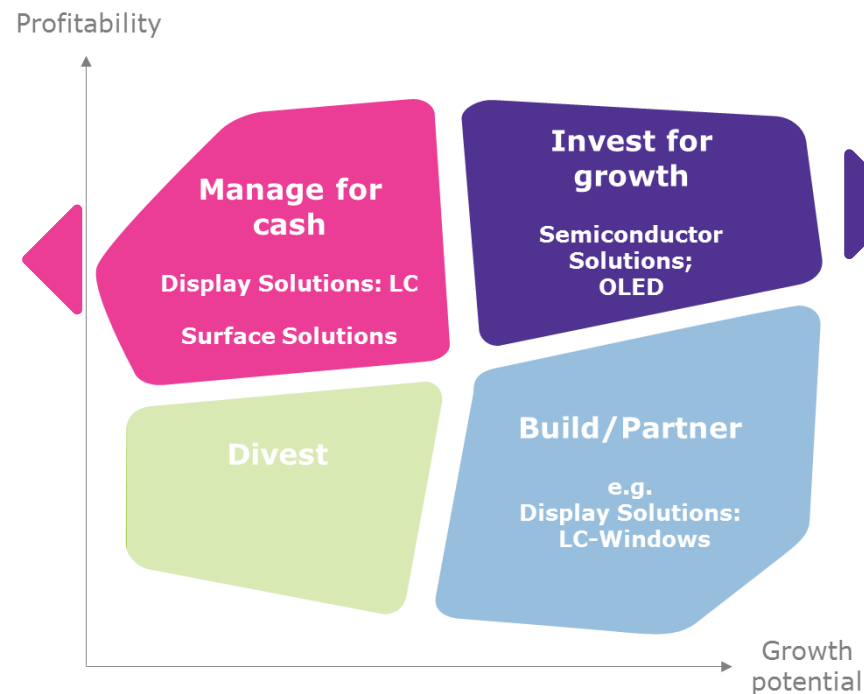 Profitability
Manage for
cash
Display Solutions: LC
Surface Solutions
Invest for
growth
Semiconductor
Solutions;
OLED
Divest
Build/Partner
e.g.
Display Solutions:
LC-Windows
Growth
potential